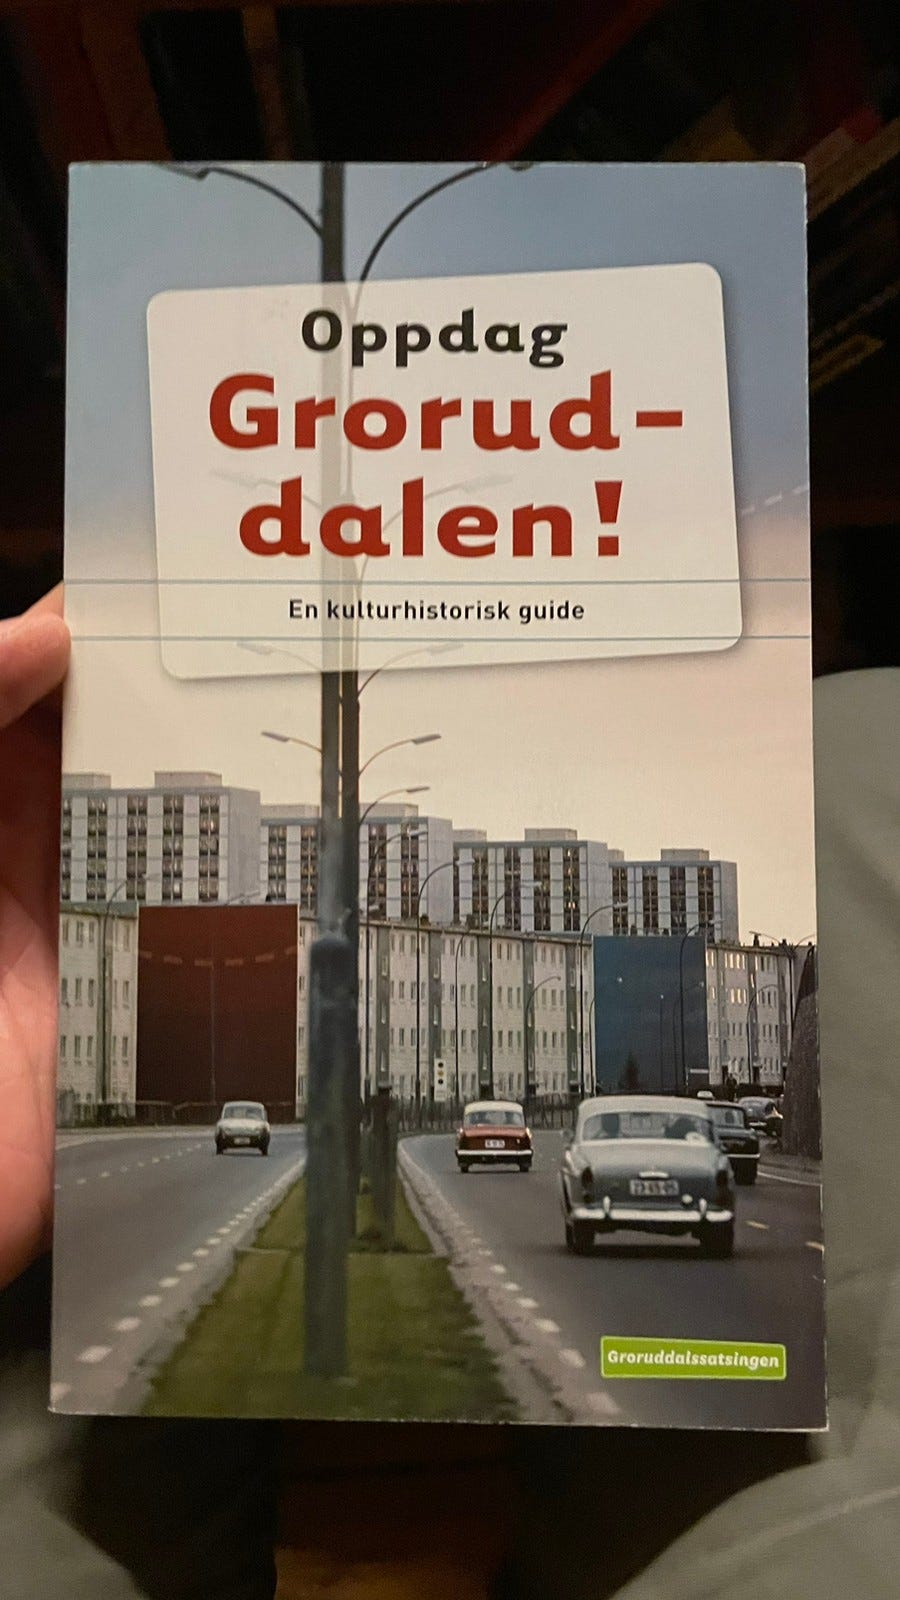 Oppdag
Grorud-
dalen!
En kulturhistorisk guide
Groruddalssatsingen